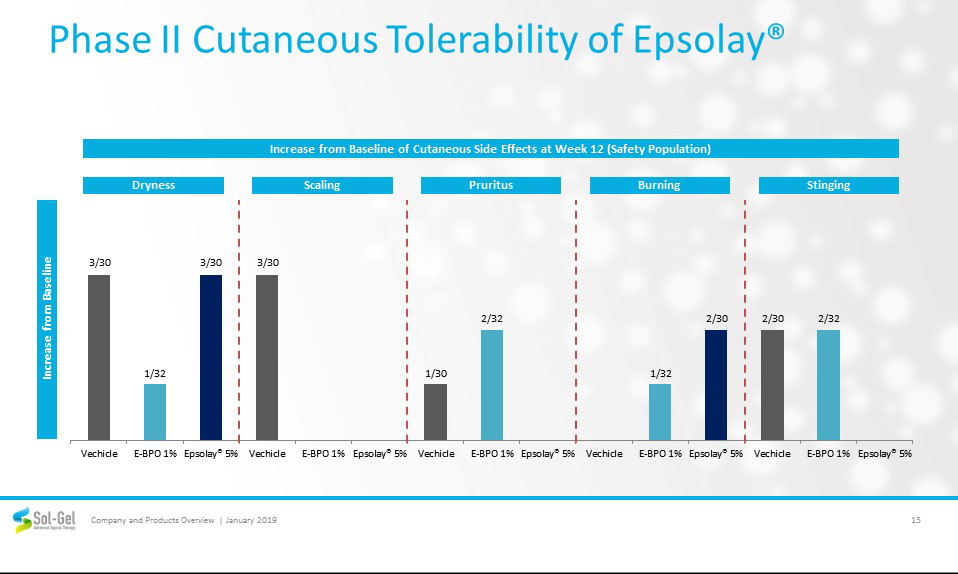 Phase II Cutaneous Tolerability of Epsolay®
Increase from Baseline of Cutaneous Side Effects at Week 12 (Safety Population)
Dryness Scaling Pruritus Burning Stinging
Increase from Baseline
3/30 3/30 3/30
2/32 2/30 2/30 2/32
1/32 1/30 1/32
Vechicle E-BPO 1% Epsolay® 5% Vechicle E-BPO 1% Epsolay® 5% Vechicle E-BPO 1% Epsolay® 5% Vechicle E-BPO 1% Epsolay® 5% Vechicle E-BPO 1% Epsolay® 5%
Sol-Gel
Advanced Topical Therapy
Company and Products Overview | January 2019
15